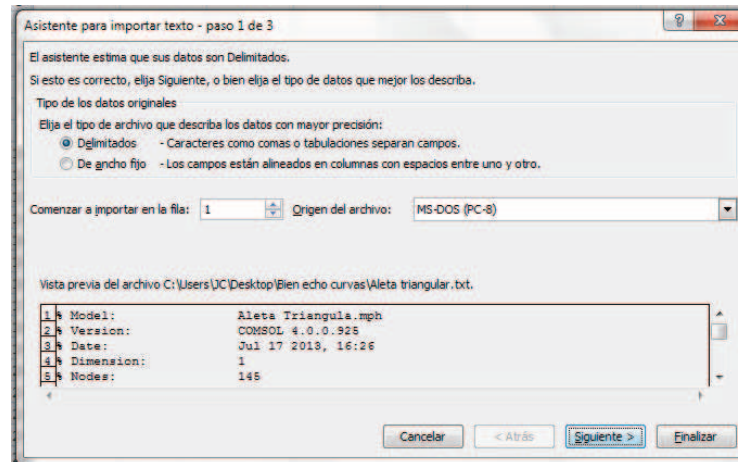 Asistente para importar texto - paso 1 de 3
El asistente estima que sus datos son Delimitados.
Si esto es correcto, elija Siguiente, o bien elija el tipo de datos que mejor los describa.
Tipo de los datos originales
Elija el tipo de archivo que describa los datos con mayor precisión:
Delimitados - Caracteres como comas o tabulaciones separan campos.
De ancho fijo - Los campos están alineados en columnas con espacios entre uno y otro.
Comenzar a importar en la fila: 1 Origen del archivo: MS-DOS (PC-8)
Vista previa del archivo C:\Users\JC\Desktop\Bien echo curvas\Aleta triangular.txt.
1 % Model: Aleta Triangula.mph
2 % Version: COMSOL 4.0.0.925
3 % Date: Jul 17 2013, 16:26
4 % Dimension: 1
5 % Nodes: 145
Cancelar < Atrás Siguiente > Finalizar